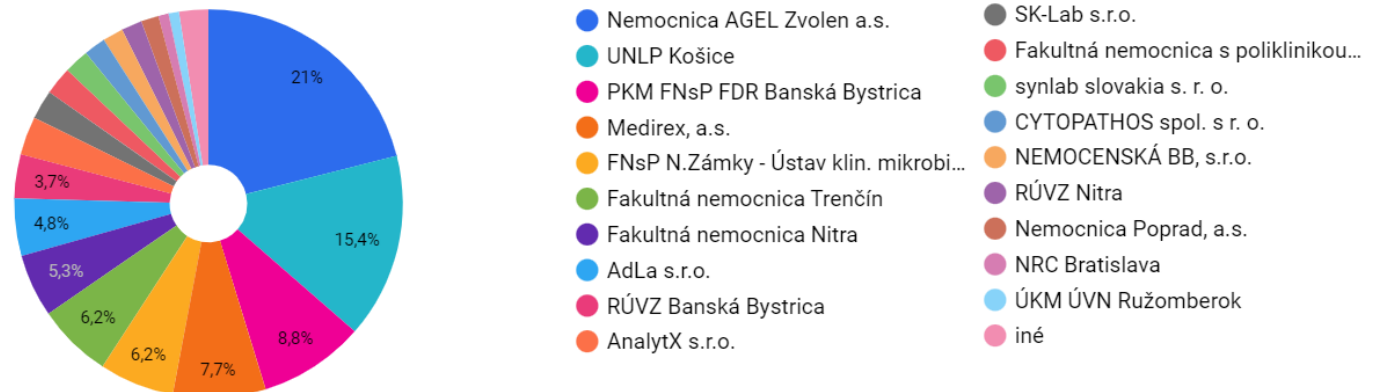 21%
15,4%
8,8%
7,7%
6,2%
6,2%
5,3%
4,8%
3,7%
Nemocnica AGEL Zvolen a.s.
UNLP Košice
PKM FNsP FDR Banská Bystrica
Medirex, a.s.
FNsP N.Zámky - Ústav klin. mikrobi...
Fakultná nemocnica Trenčín
Fakultná nemocnica Nitra
AdLa s.r.o.
RÚVZ Banská Bystrica
AnalytX s.r.o.
SK-Lab s.r.o.
Fakultná nemocnica s poliklinikou...
synlab slovakia s. r. o.
CYTOPATHOS spol. s r. o.
NEMOCENSKÁ BB, s.r.o.
RÚVZ Nitra
Nemocnica Poprad, a.s.
NRC Bratislava
ÚKM ÚVN Ružomberok
iné